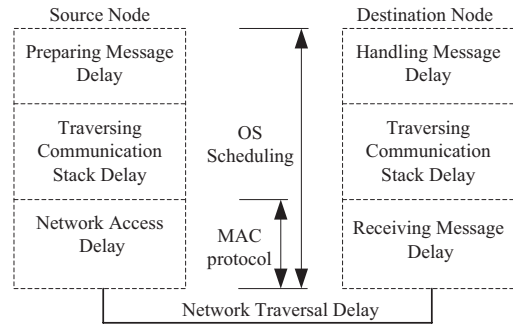 Source Node
Destination Node
Preparing Message
Delay
Handling Message
Delay
Traversing
Communication
Stack Delay
OS
Scheduling
Traversing
Communication
Stack Delay
Network Access
Delay
MAC
protocol
Receiving Message
Delay
Network Traversal Delay